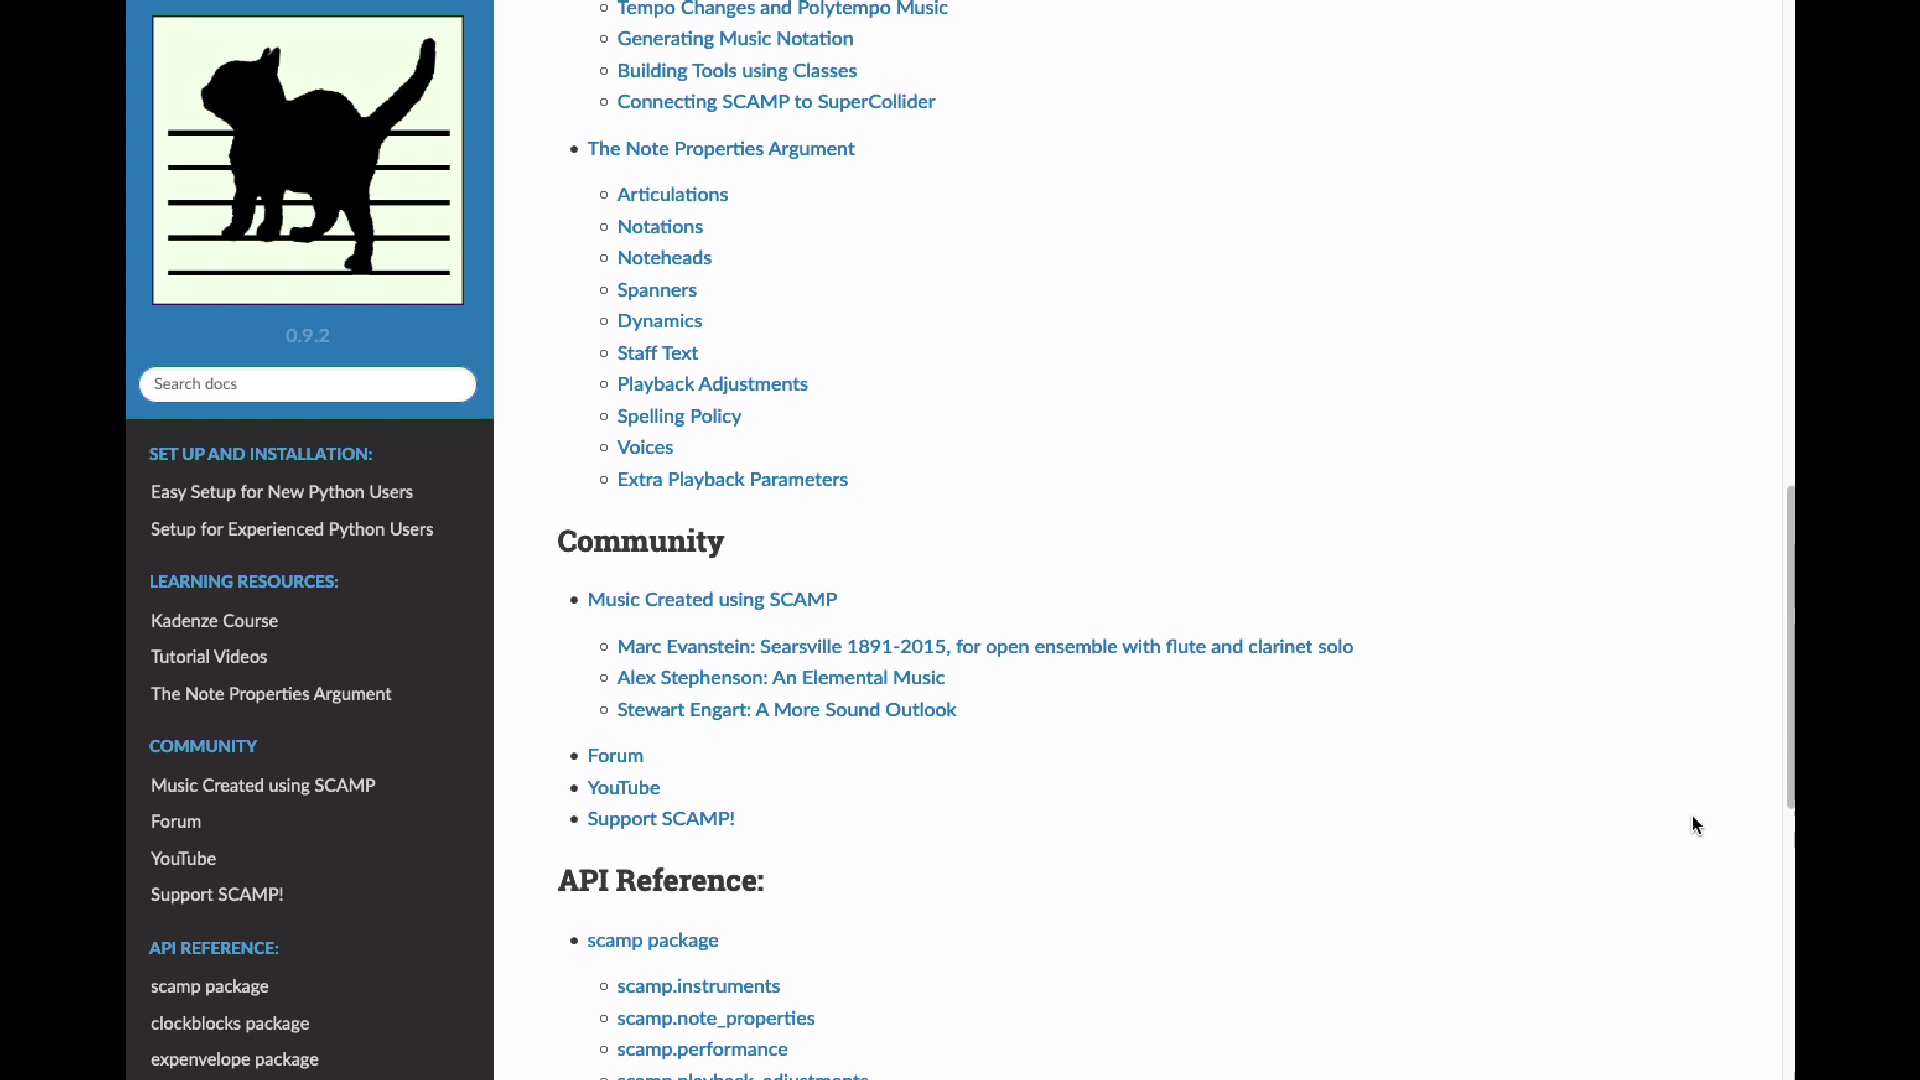 0.9.2
Search docs
SET UP AND INSTALLATION:
Easy Setup for New Python Users
Setup for Experienced Python Users
LEARNING RESOURCES:
Kadenze Course
Tutorial Videos
The Note Properties Argument
COMMUNITY
Music Created using SCAMP
Forum
YouTube
Support SCAMP!
API REFERENCE:
scamp package
clockblocks package
expenvelope package
Tempo Changes and Polytempo Music
Generating Music Notation
Building Tools using Classes
Connecting SCAMP to SuperCollider
The Note Properties Argument
Articulations
Notations
Noteheads
Spanners
Dynamics
Staff Text
Playback Adjustments
Spelling Policy
Voices
Extra Playback Parameters
Community
Music Created using SCAMP
Marc Evanstein: Searsville 1891-2015, for open ensemble with flute and clarinet solo
Alex Stephenson: An Elemental Music
Stewart Engart: A More Sound Outlook
Forum
YouTube
Support SCAMP!
API Reference:
scamp package
scamp.instruments
scamp.note_properties
scamp.performance
scamp.playback_adjustments